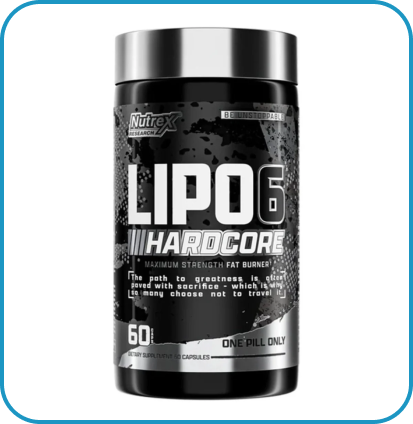 Nutrex
RESEARCH
BE UNSTOPPABLE
LIPO6
HARDCORE
MAXIMUM STRENGTH FAT BURNER
The path to greatness is often
paved with sacrifice - which is why
so many choose not to travel it
60
ONE PILL ONLY
DIETARY SUPPLEMENT 60 CAPSULES